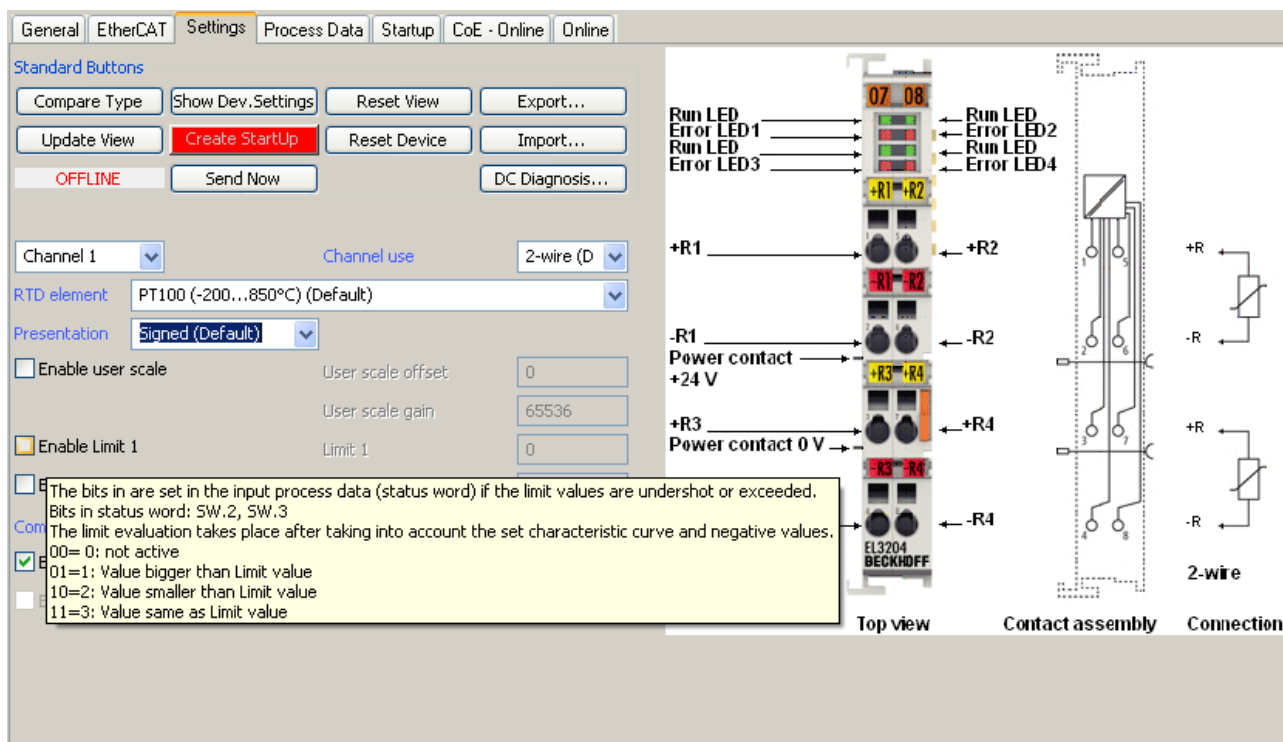 General EtherCAT Settings Process Data Startup CoE - Online Online
Standard Buttons
Compare Type Show Dev.Settings Reset View Export...
Update View Create StartUp Reset Device Import...
OFFLINE Send Now DC Diagnosis...
Channel 1 Channel use 2-wire (D
RTD element PT100 (-200...850°C) (Default)
Presentation Signed (Default)
Enable user scale User scale offset 0
User scale gain 65536
Enable Limit 1 Limit 1 0
The bits in are set in the input process data (status word) if the limit values are undershot or exceeded.
Bits in status word: SW.2, SW.3
The limit evaluation takes place after taking into account the set characteristic curve and negative values.
00= 0: not active
01=1: Value bigger than Limit value
10=2: Value smaller than Limit value
11=3: Value same as Limit value
07 08
Run LED Run LED
Error LED1 Error LED2
Run LED Run LED
Error LED3 Error LED4
+R1 +R2
+R1 +R2
-R1 -R2
-R1 -R2
Power contact
+24 V
+R3 +R4
+R3 +R4
Power contact 0 V
-R3 -R4
-R4
EL3204
BECKHOFF
Top view
1 5
2 6
3 7
4 8
Contact assembly
+R
-R
+R
-R
2-wire
Connection